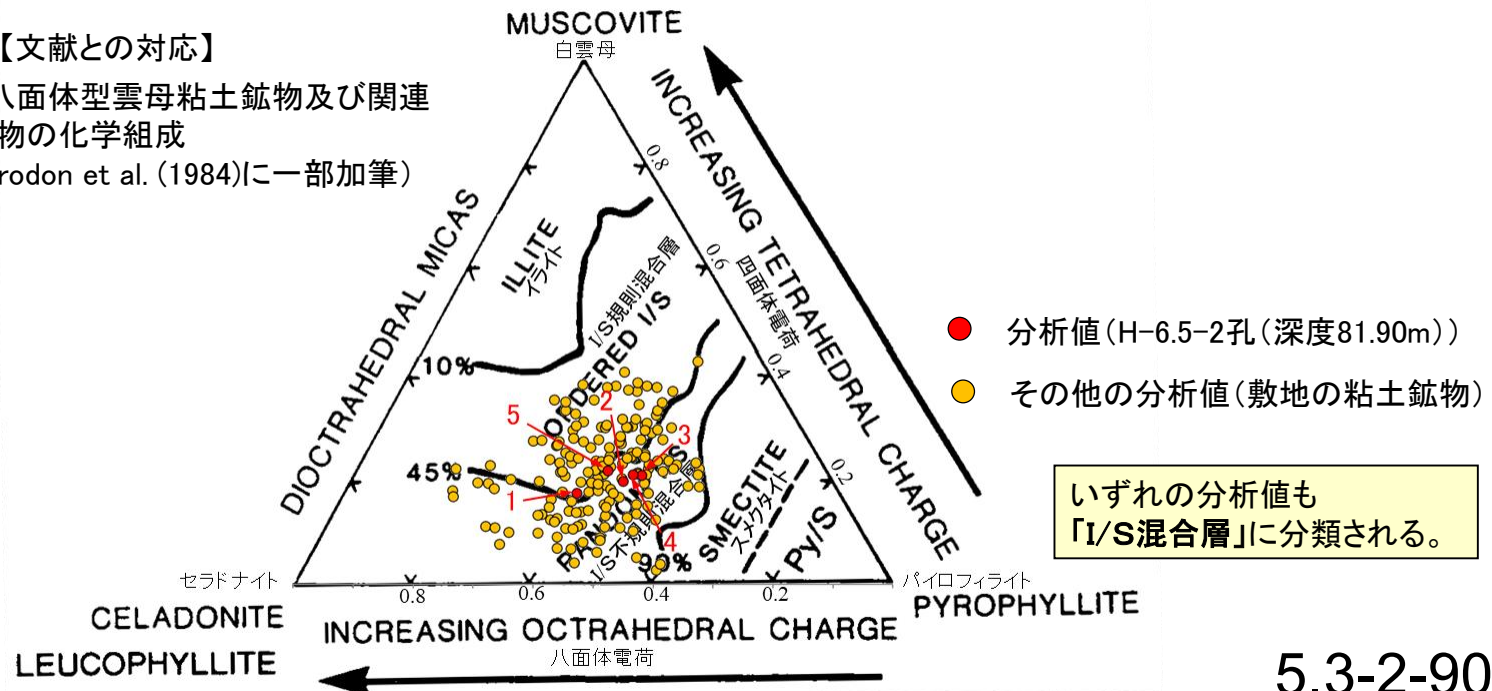 【文献との対応】
八面体型雲母粘土鉱物及び関連
物の化学組成
rodon et al. (1984)に一部加筆）
MUSCOVITE
白雲母
DIOCTRAHEDRAL MICAS
INCREASING TETRAHEDRAL CHARGE
四面体電荷
0.8
0.6
0.4
0.2
ILLITE
イライト
I/S規則混合層
ORDERED I/S
10%
45%
5
2
3
1
4
I/S不規則混合層
SMECTITE
スメクタイト
Py/S
セラドナイト
0.8
0.6
0.4
0.2
パイロフィライト
CELADONITE
PYROPHYLLITE
INCREASING OCTRAHEDRAL CHARGE
LEUCOPHYLLITE
八面体電荷
分析値（H-6.5-2孔（深度81.90m））
その他の分析値（敷地の粘土鉱物）
いずれの分析値も
「I/S混合層」に分類される。
5.3-2-90